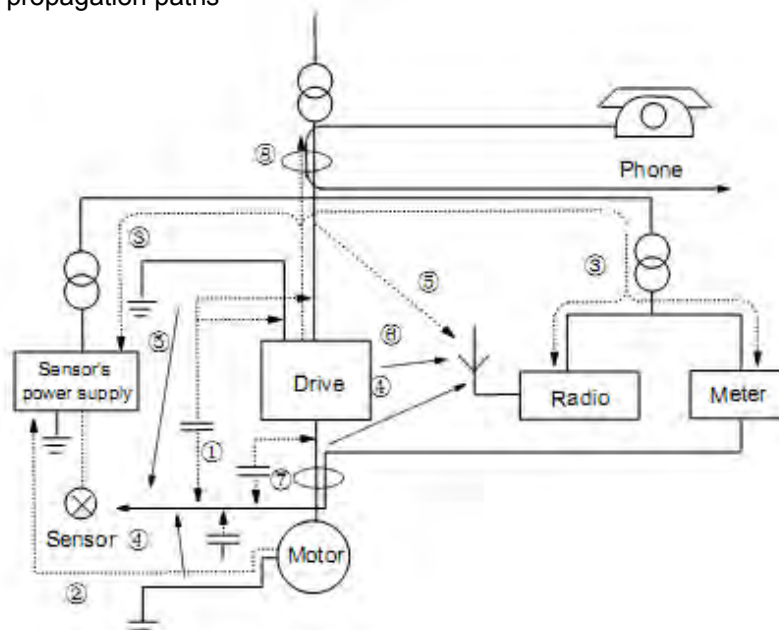 propagation paths
Phone
⑧
③
⑤
⑥
Sensor's
power supply
Drive
④
Radio
Meter
①
⑦
Sensor ④
Motor
②